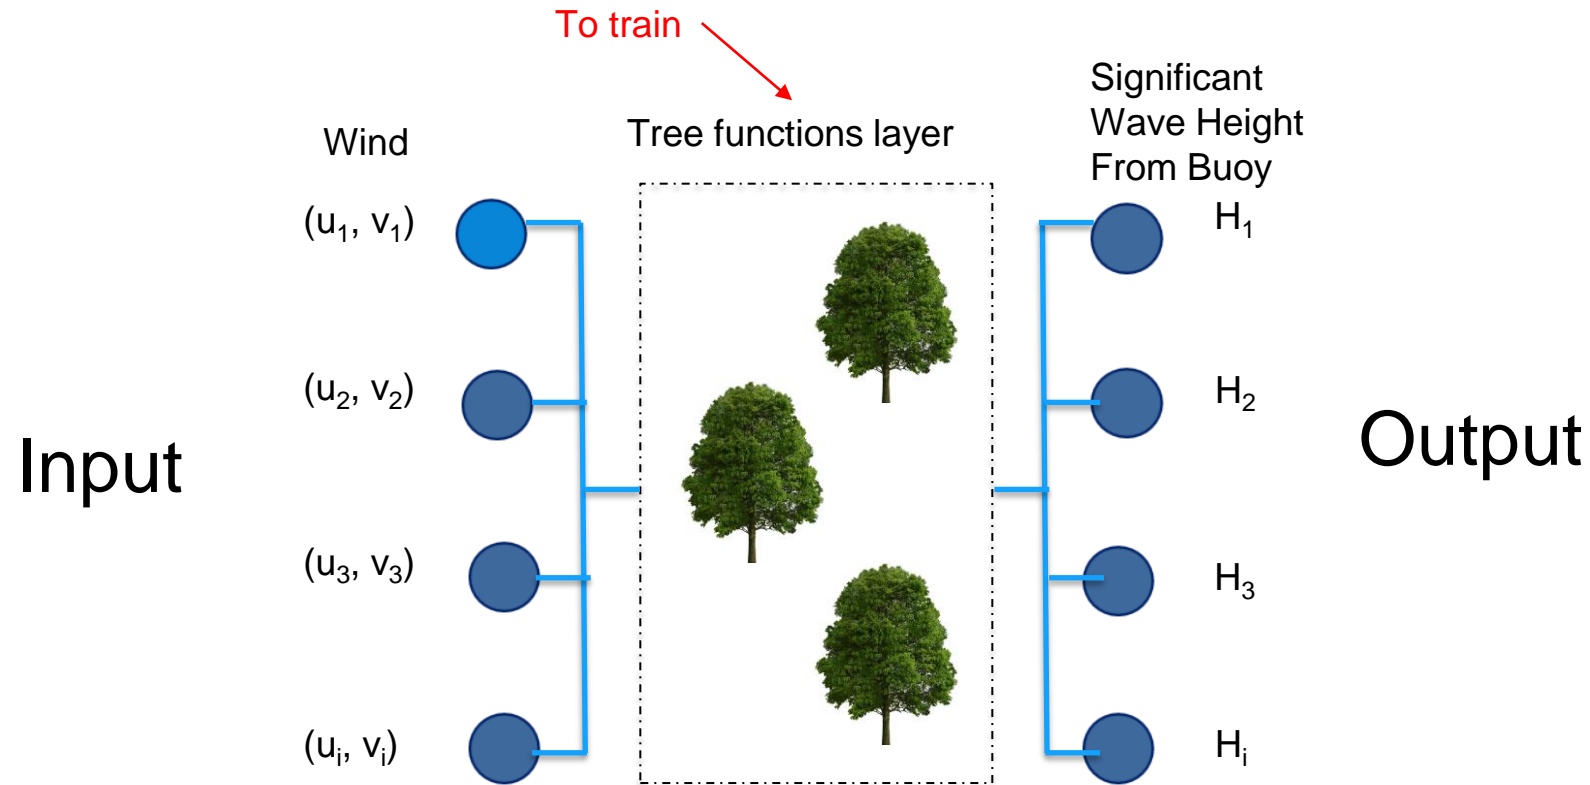 To train
Significant
Wave Height
From Buoy
Wind
Tree functions layer
(u₁, v₁)
H₁
(u₂, v₂)
H₂
Input
Output
(u₃, v₃)
H₃
(uᵢ, vᵢ)
Hᵢ